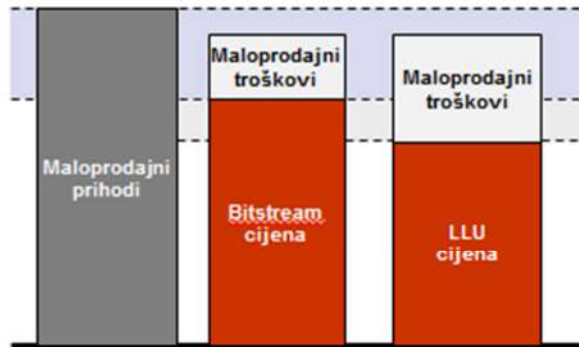 Maloprodajni
prihodi
Maloprodajni
troškovi
Bitstream
cijena
Maloprodajni
troškovi
LLU
cijena